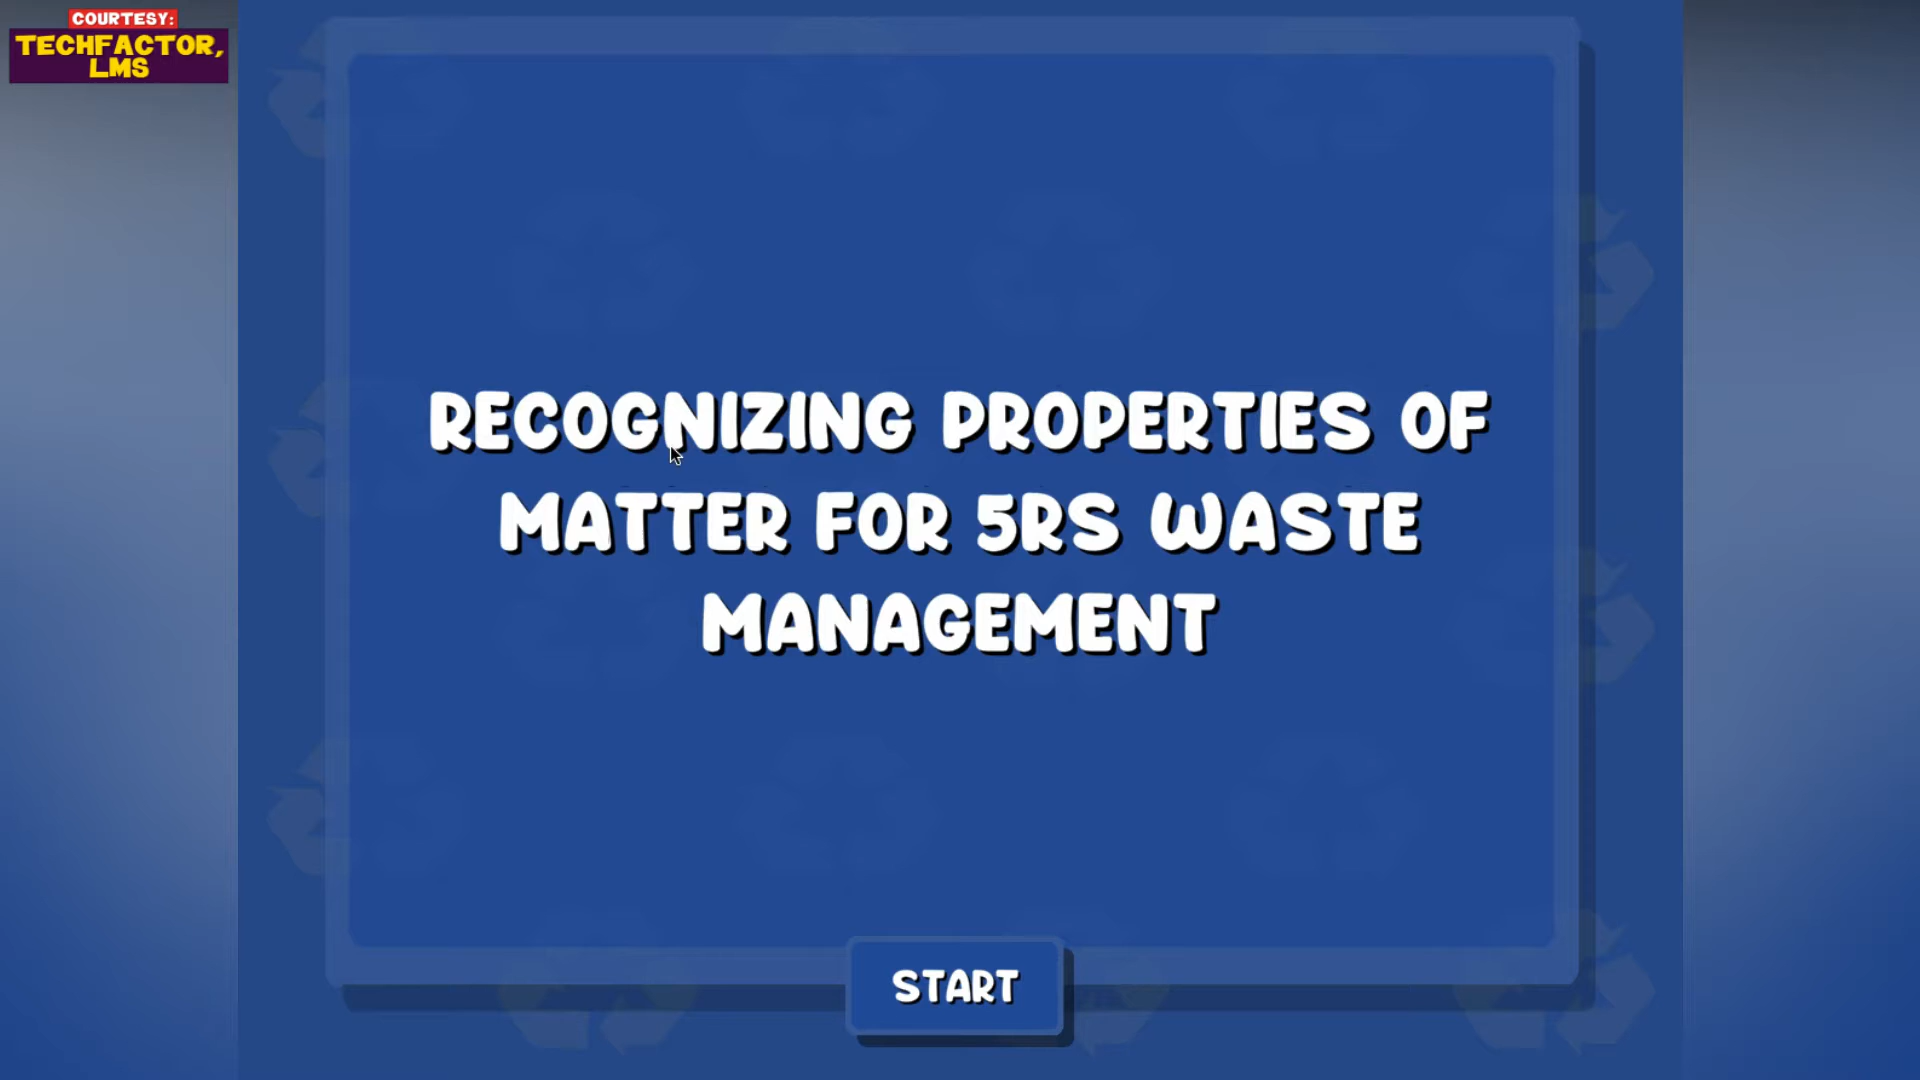 COURTESY:
TECHFACTOR,
LMS
RECOGNIZING PROPERTIES OF
MATTER FOR 5RS WASTE
MANAGEMENT
START